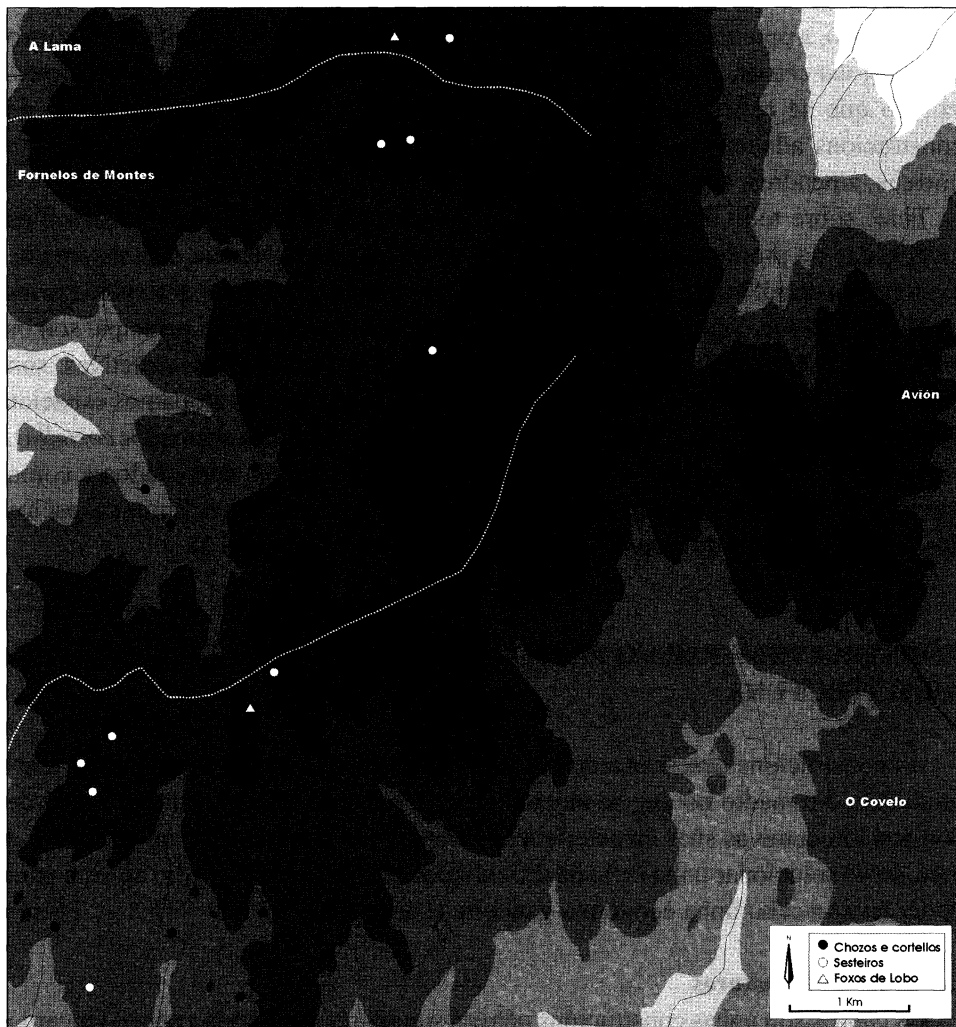 A Lama
Fornelos de Montes
Avión
O Covelo
N
Chozos e cortellos
Sesteiros
Foxos de Lobo
1 Km